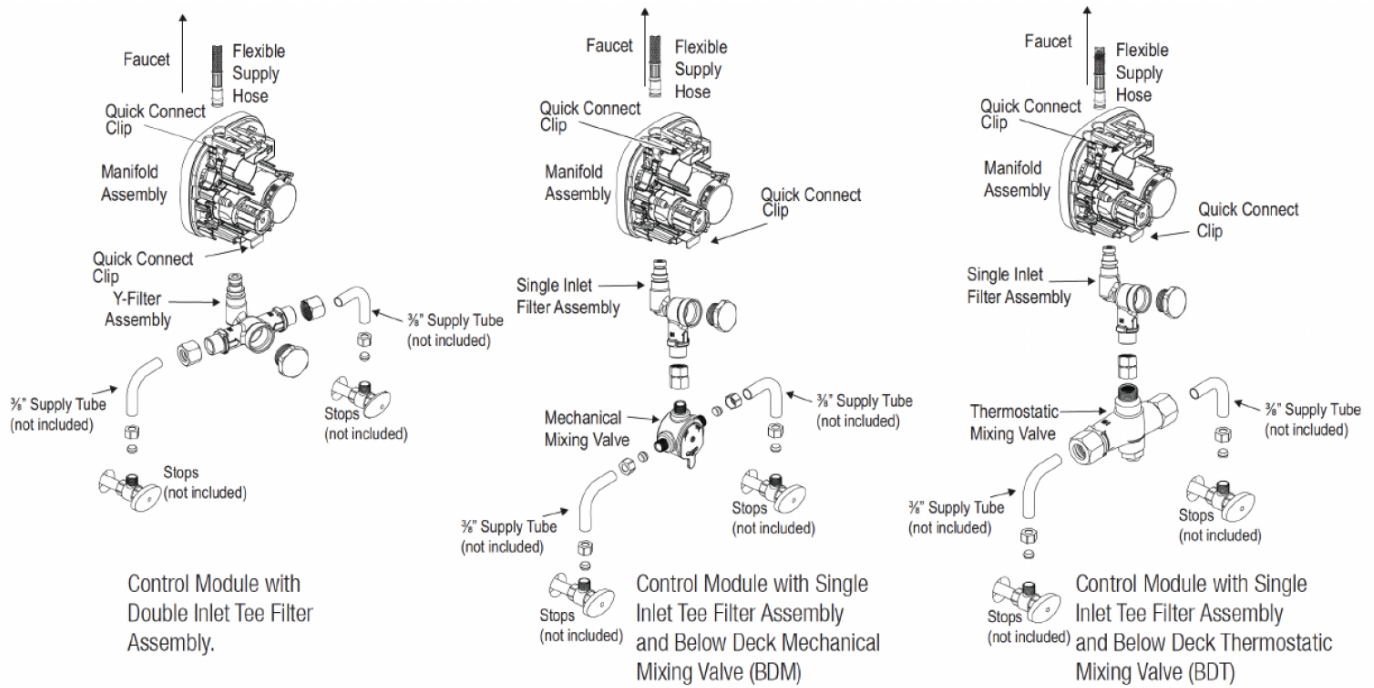 Faucet
Flexible
Supply
Hose
Quick Connect
Clip
Manifold
Assembly
Quick Connect
Clip
Y-Filter
Assembly
⅜" Supply Tube
(not included)
⅜" Supply Tube
(not included)
Stops
(not included)
Stops
(not included)
Control Module with
Double Inlet Tee Filter
Assembly.
Faucet
Flexible
Supply
Hose
Quick Connect
Clip
Manifold
Assembly
Quick Connect
Clip
Single Inlet
Filter Assembly
Mechanical
Mixing Valve
⅜" Supply Tube
(not included)
Stops
(not included)
⅜" Supply Tube
(not included)
Stops
(not included)
Control Module with Single
Inlet Tee Filter Assembly
and Below Deck Mechanical
Mixing Valve (BDM)
Faucet
Flexible
Supply
Hose
Quick Connect
Clip
Manifold
Assembly
Quick Connect
Clip
Single Inlet
Filter Assembly
Thermostatic
Mixing Valve
⅜" Supply Tube
(not included)
⅜" Supply Tube
(not included)
Stops
(not included)
Stops
(not included)
Control Module with Single
Inlet Tee Filter Assembly
and Below Deck Thermostatic
Mixing Valve (BDT)